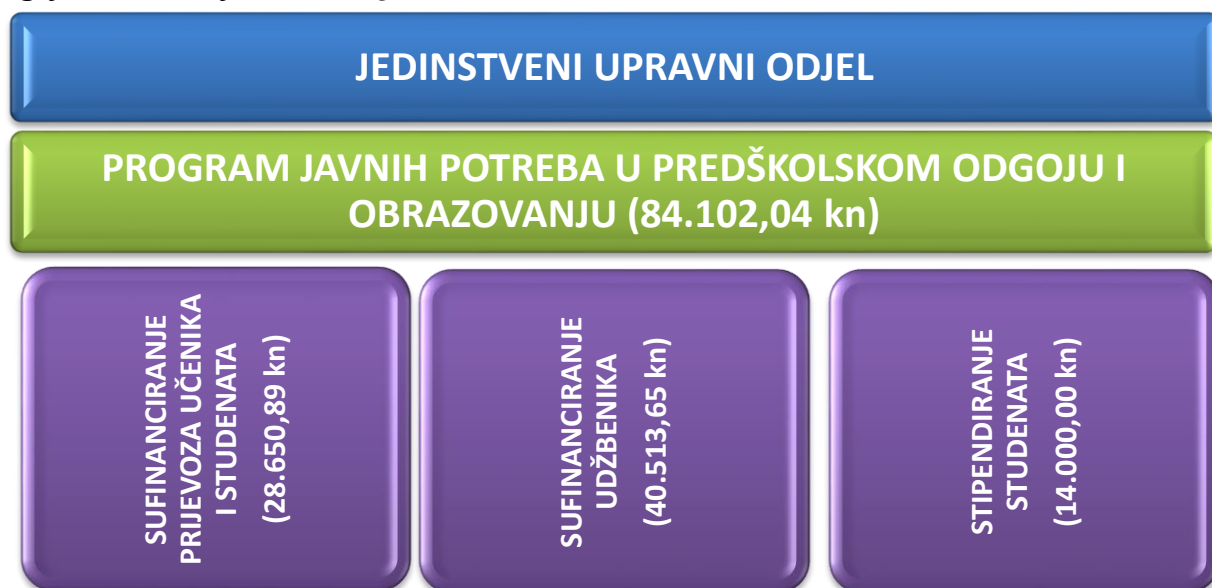 JEDINSTVENI UPRAVNI ODJEL
PROGRAM JAVNIH POTREBA U PREDŠKOLSKOM ODGOJU I
OBRAZOVANJU (84.102,04 kn)
SUFINANCIRANJE
PRIJEVOZA UČENIKA
I STUDENATA
(28.650,89 kn)
SUFINANCIRANJE
UDŽBENIKA
(40.513,65 kn)
STIPENDIRANJE
STUDENATA
(14.000,00 kn)